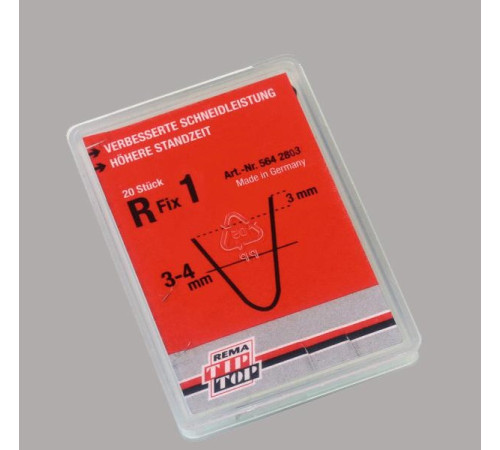 VERBESSERTE SCHNEIDLEISTUNG
HÖHERE STANDZEIT
20 Stück
Art.-Nr. 564 2803
Made in Germany
R Fix 1
3 mm
3-4
mm
REMA
TIP
TOP